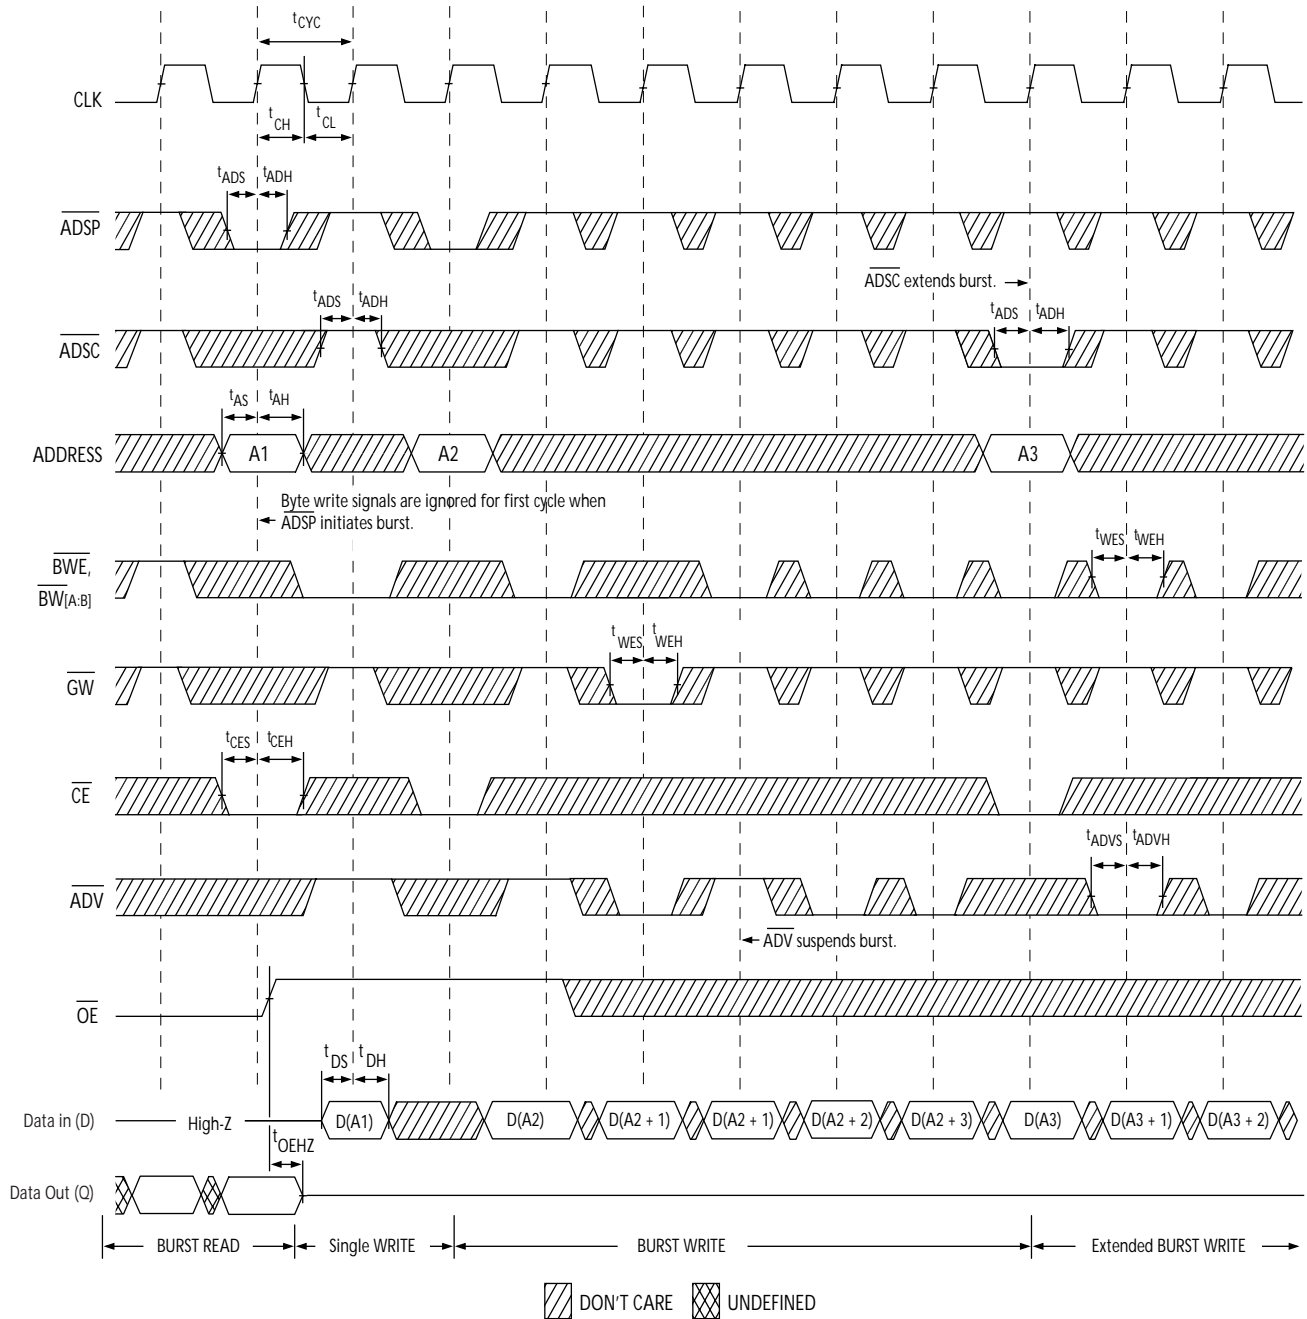 tCYC
CLK
tCH tCL
tADS tADH
ADSP
ADSC extends burst.
tADS tADH
tADS tADH
ADSC
tAS tAH
ADDRESS A1 A2 A3
Byte write signals are ignored for first cycle when
ADSP initiates burst.
tWES tWEH
BWE,
BW[A:B]
tWES tWEH
GW
tCES tCEH
CE
tADVS tADVH
ADV
ADV suspends burst.
OE
tDS tDH
Data in (D) High-Z D(A1) D(A2) D(A2 + 1) D(A2 + 1) D(A2 + 2) D(A2 + 3) D(A3) D(A3 + 1) D(A3 + 2)
tOEHZ
Data Out (Q)
BURST READ Single WRITE BURST WRITE Extended BURST WRITE
DON'T CARE UNDEFINED